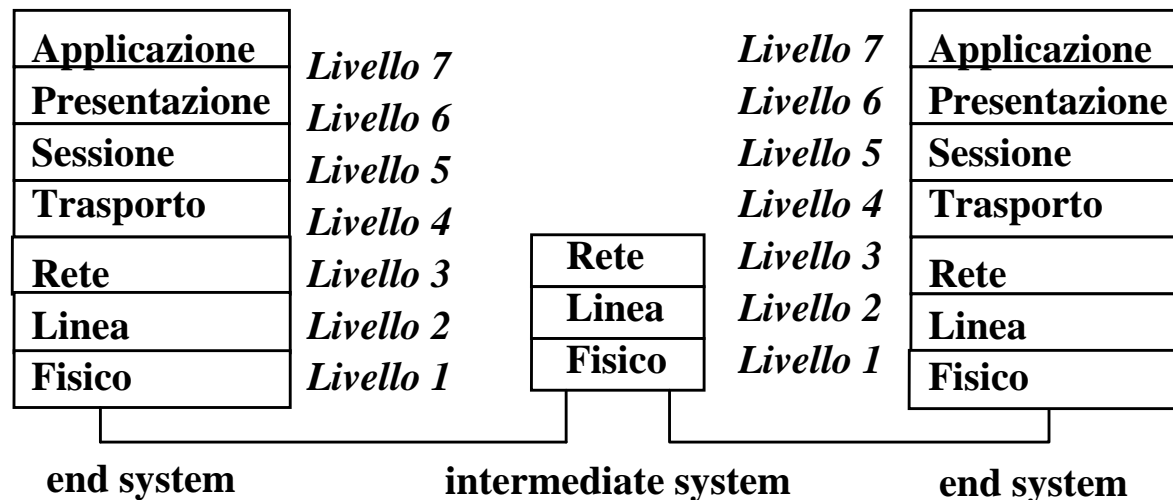 Applicazione
Presentazione
Sessione
Trasporto
Rete
Linea
Fisico
Livello 7
Livello 6
Livello 5
Livello 4
Livello 3
Livello 2
Livello 1
Rete
Linea
Fisico
Livello 7
Livello 6
Livello 5
Livello 4
Livello 3
Livello 2
Livello 1
Applicazione
Presentazione
Sessione
Trasporto
Rete
Linea
Fisico
end system
intermediate system
end system